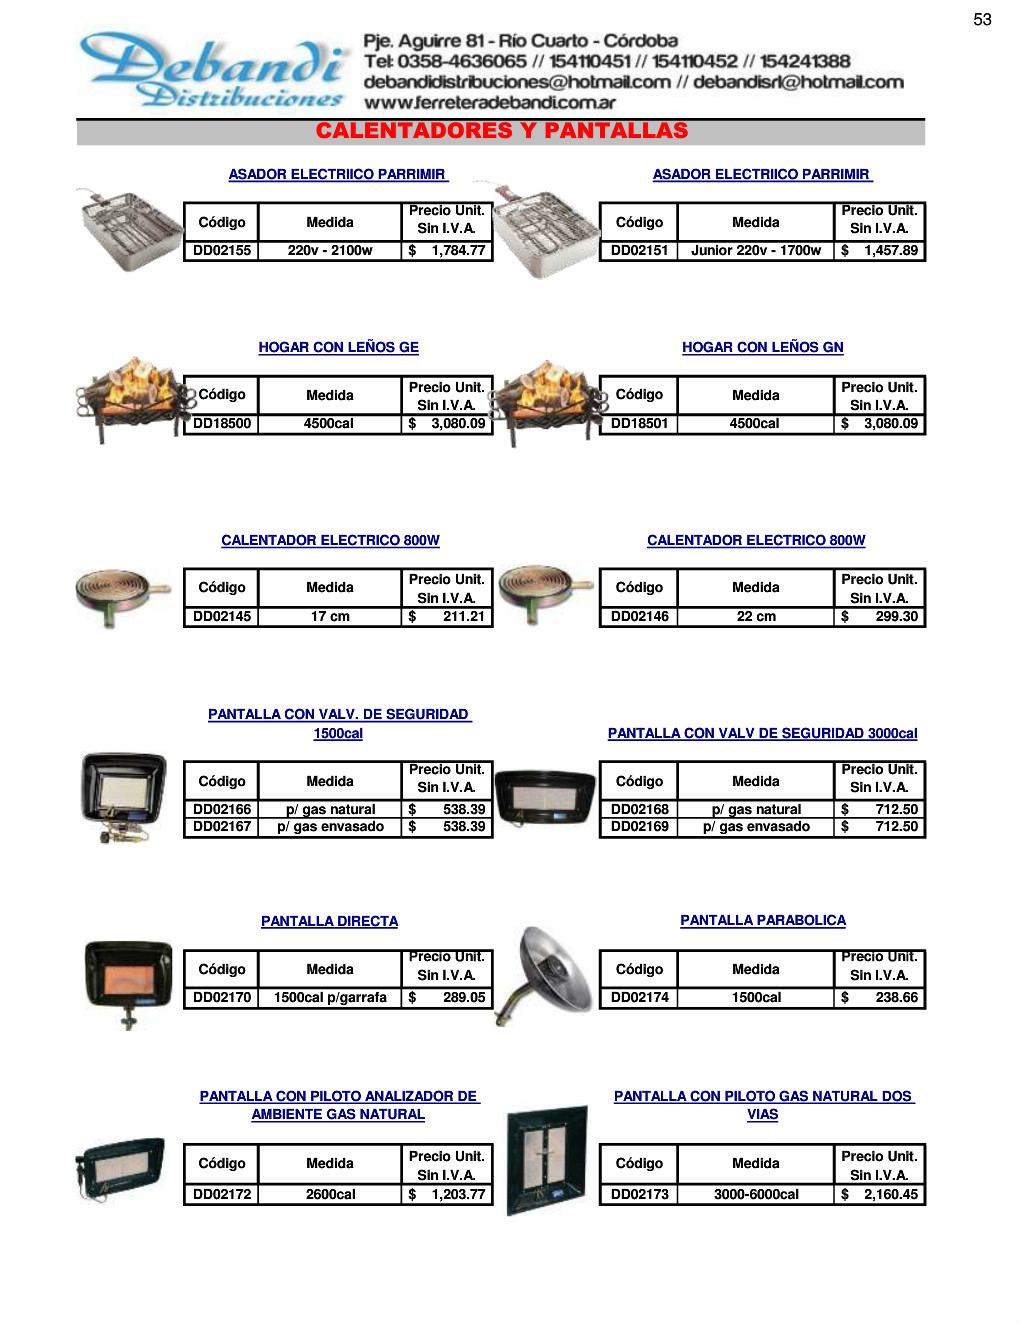 53
Debandi
Distribuciones
Pje. Aguirre 81 - Río Cuarto - Córdoba
Tel: 0358-4636065 // 154110451 // 154110452 // 154241388
debandidistribuciones@hotmail.com // debandisrl@hotmail.com
www.ferreteradebandi.com.ar
CALENTADORES Y PANTALLAS
ASADOR ELECTRIICO PARRIMIR
Código Medida Precio Unit. Sin I.V.A.
DD02155 220v - 2100w $ 1,784.77
ASADOR ELECTRIICO PARRIMIR
Código Medida Precio Unit. Sin I.V.A.
DD02151 Junior 220v - 1700w $ 1,457.89
HOGAR CON LEÑOS GE
Código Medida Precio Unit. Sin I.V.A.
DD18500 4500cal $ 3,080.09
HOGAR CON LEÑOS GN
Código Medida Precio Unit. Sin I.V.A.
DD18501 4500cal $ 3,080.09
CALENTADOR ELECTRICO 800W
Código Medida Precio Unit. Sin I.V.A.
DD02145 17 cm $ 211.21
CALENTADOR ELECTRICO 800W
Código Medida Precio Unit. Sin I.V.A.
DD02146 22 cm $ 299.30
PANTALLA CON VALV. DE SEGURIDAD
1500cal
Código Medida Precio Unit. Sin I.V.A.
DD02166 p/ gas natural $ 538.39
DD02167 p/ gas envasado $ 538.39
PANTALLA CON VALV DE SEGURIDAD 3000cal
Código Medida Precio Unit. Sin I.V.A.
DD02168 p/ gas natural $ 712.50
DD02169 p/ gas envasado $ 712.50
PANTALLA DIRECTA
Código Medida Precio Unit. Sin I.V.A.
DD02170 1500cal p/garrafa $ 289.05
PANTALLA PARABOLICA
Código Medida Precio Unit. Sin I.V.A.
DD02174 1500cal $ 238.66
PANTALLA CON PILOTO ANALIZADOR DE
AMBIENTE GAS NATURAL
Código Medida Precio Unit. Sin I.V.A.
DD02172 2600cal $ 1,203.77
PANTALLA CON PILOTO GAS NATURAL DOS
VIAS
Código Medida Precio Unit. Sin I.V.A.
DD02173 3000-6000cal $ 2,160.45